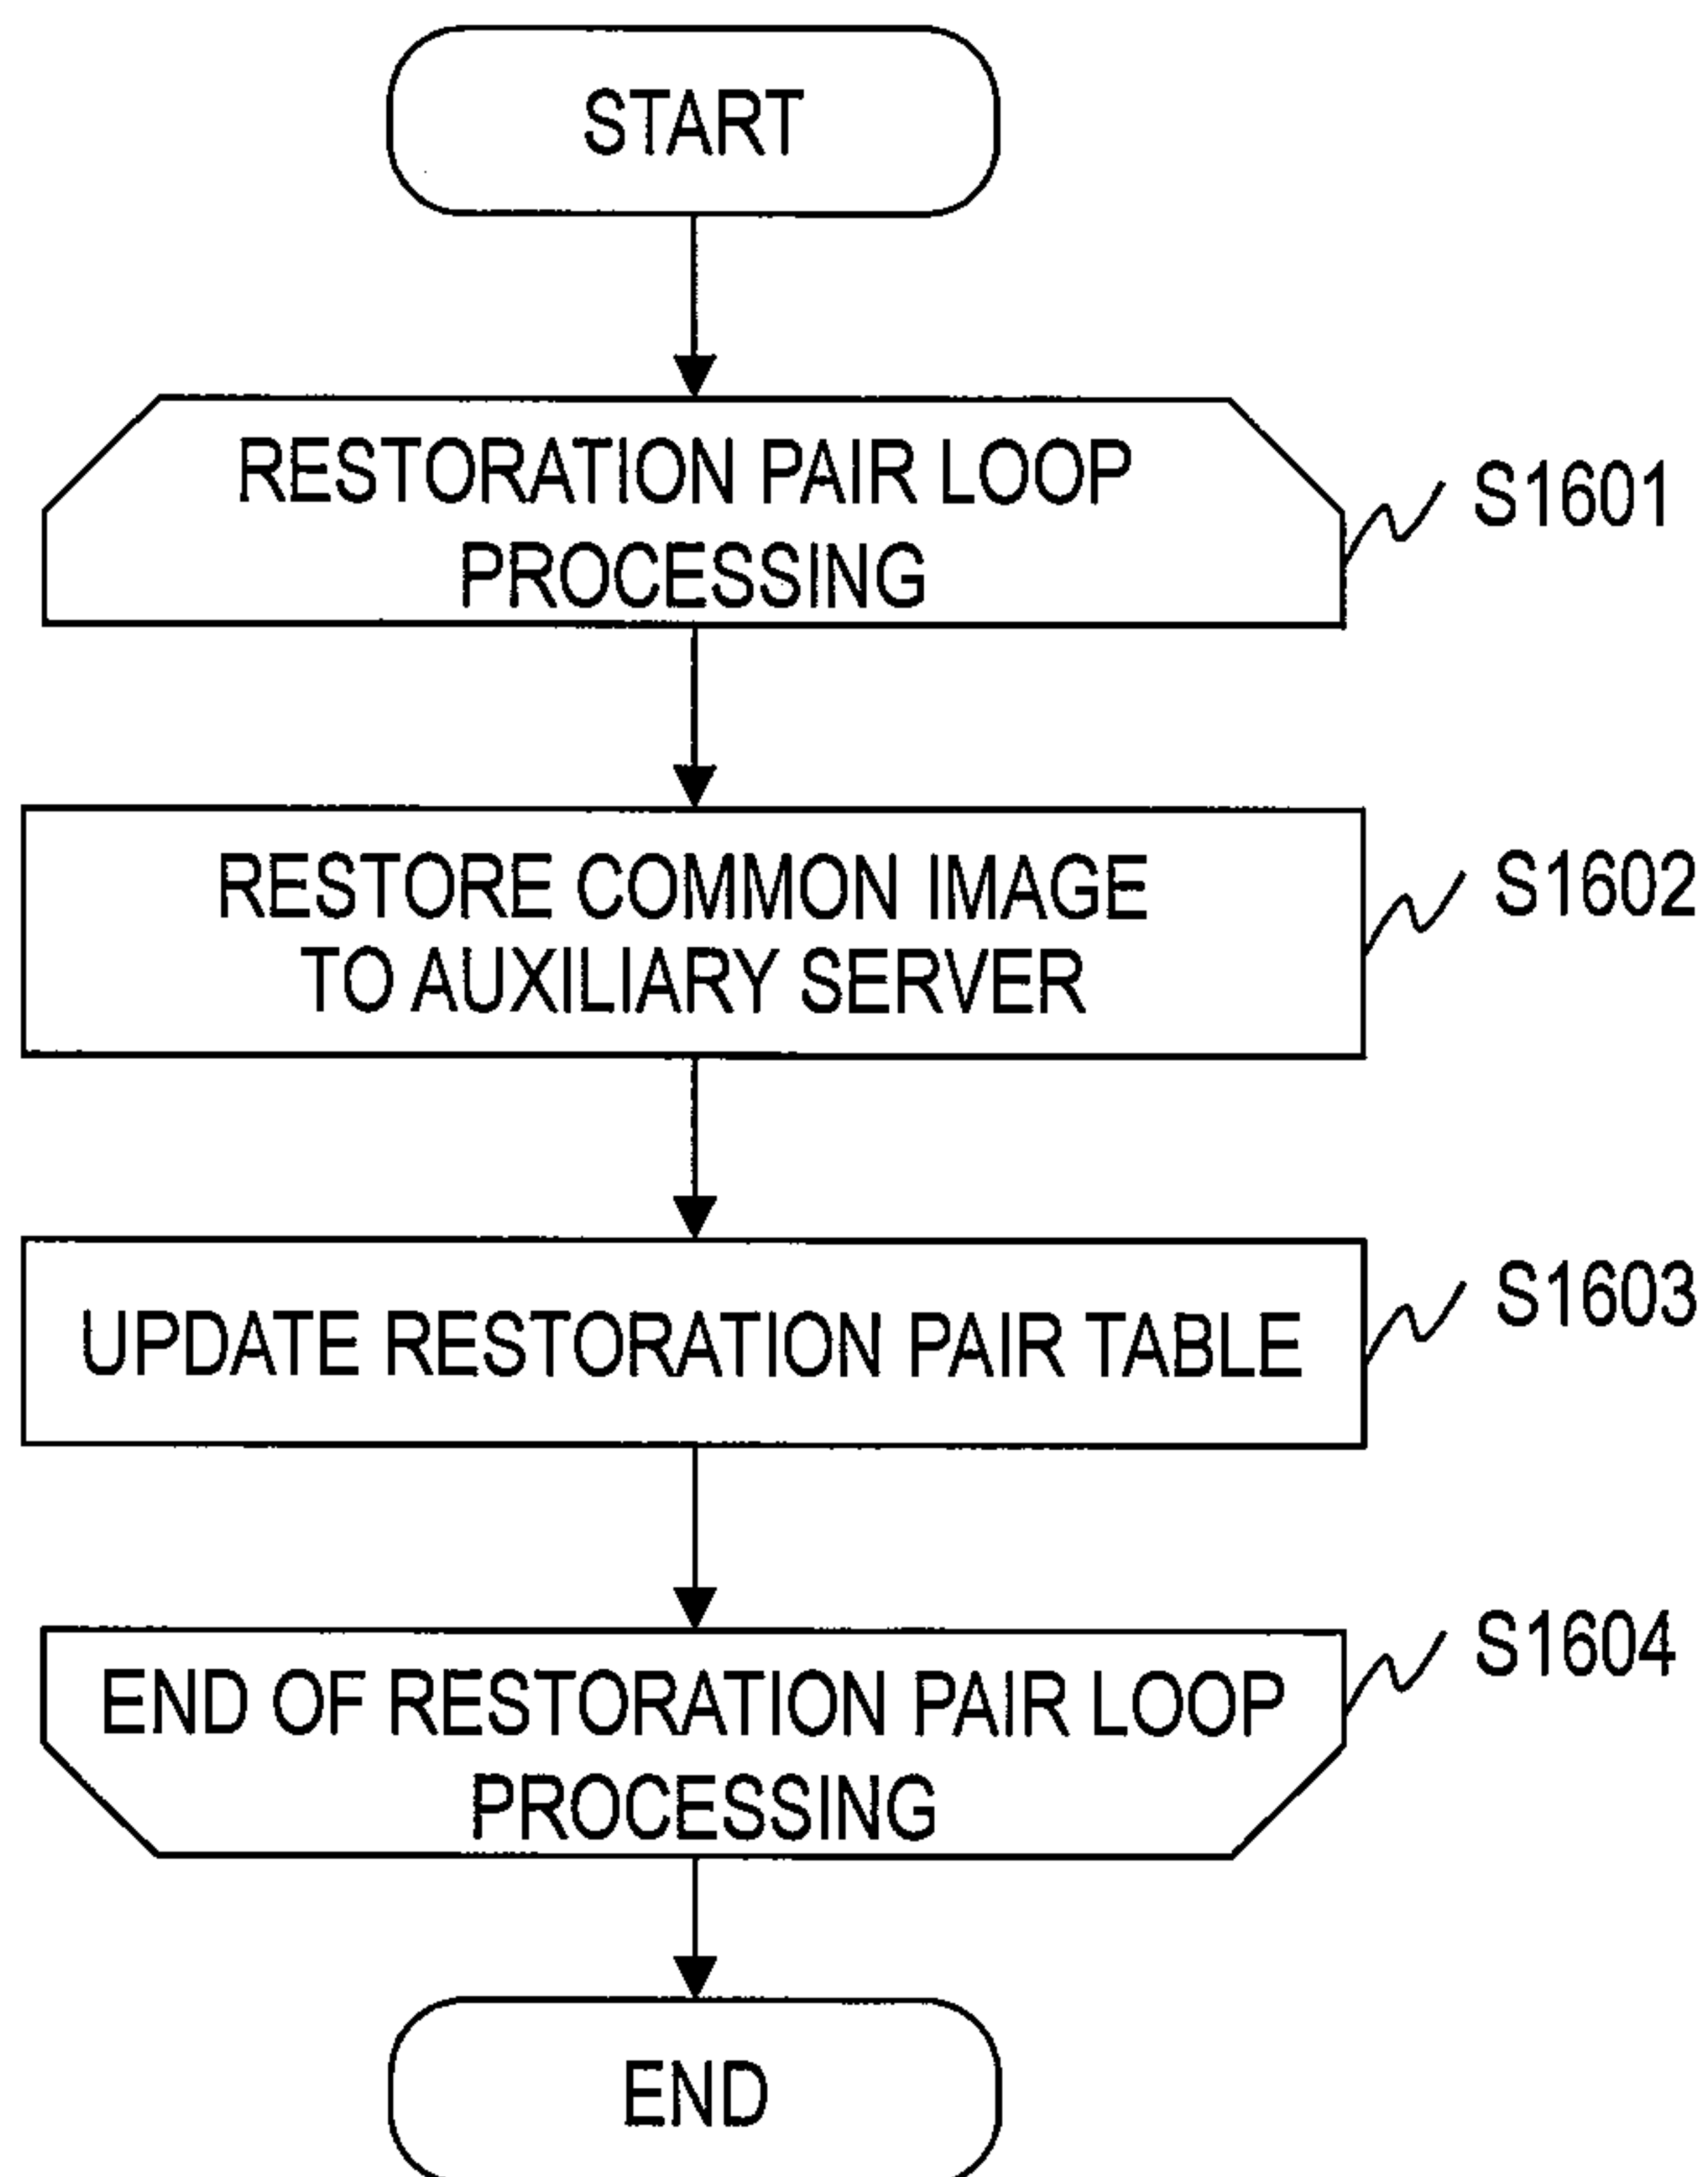 START
RESTORATION PAIR LOOP
PROCESSING
S1601
RESTORE COMMON IMAGE
TO AUXILIARY SERVER
S1602
UPDATE RESTORATION PAIR TABLE
S1603
END OF RESTORATION PAIR LOOP
PROCESSING
S1604
END